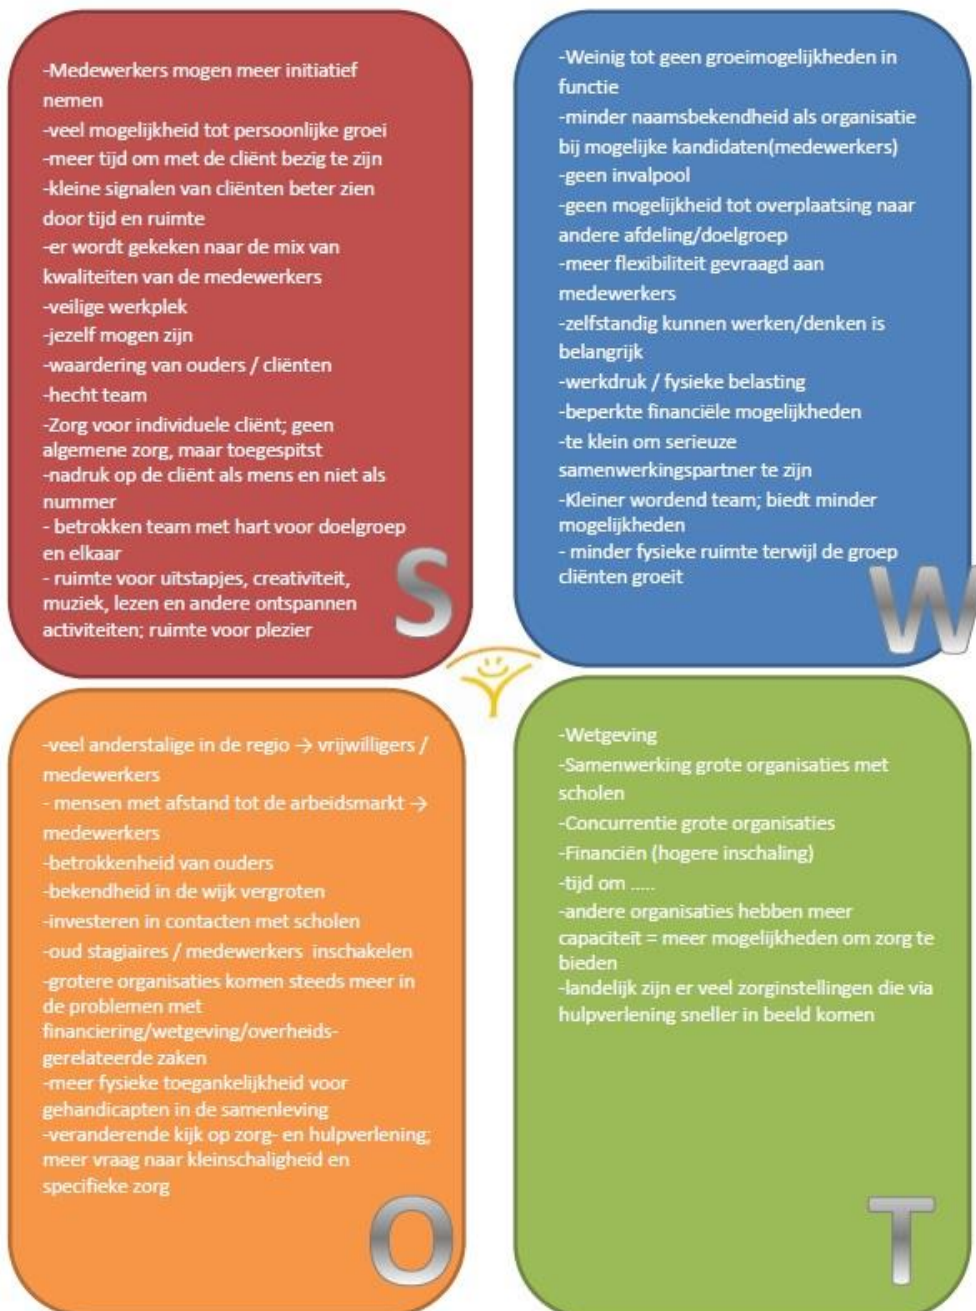 -Medewerkers mogen meer initiatief
nemen
-veel mogelijkheid tot persoonlijke groei
-meer tijd om met de cliënt bezig te zijn
-kleine signalen van cliënten beter zien
door tijd en ruimte
-er wordt gekeken naar de mix van
kwaliteiten van de medewerkers
-veilige werkplek
-jezelf mogen zijn
-waardering van ouders / cliënten
-hecht team
-Zorg voor individuele cliënt; geen
algemene zorg, maar toegespitst
-nadruk op de cliënt als mens en niet als
nummer
- betrokken team met hart voor doelgroep
en elkaar
- ruimte voor uitstapjes, creativiteit,
muziek, lezen en andere ontspannen
activiteiten; ruimte voor plezier
S
-Weinig tot geen groeimogelijkheden in
functie
-minder naamsbekendheid als organisatie
bij mogelijke kandidaten(medewerkers)
-geen invalpool
-geen mogelijkheid tot overplaatsing naar
andere afdeling/doelgroep
-meer flexibiliteit gevraagd aan
medewerkers
-zelfstandig kunnen werken/denken is
belangrijk
-werkdruk / fysieke belasting
-beperkte financiële mogelijkheden
-te klein om serieuze
samenwerkingspartner te zijn
-Kleiner wordend team; biedt minder
mogelijkheden
- minder fysieke ruimte terwijl de groep
cliënten groeit
W
-veel anderstalige in de regio → vrijwilligers /
medewerkers
- mensen met afstand tot de arbeidsmarkt →
medewerkers
-betrokkenheid van ouders
-bekendheid in de wijk vergroten
-investeren in contacten met scholen
-oud stagiaires / medewerkers inschakelen
-grotere organisaties komen steeds meer in
de problemen met
financiering/wetgeving/overheids-
gerelateerde zaken
-meer fysieke toegankelijkheid voor
gehandicapten in de samenleving
-veranderende kijk op zorg- en hulpverlening;
meer vraag naar kleinschaligheid en
specifieke zorg
O
-Wetgeving
-Samenwerking grote organisaties met
scholen
-Concurrentie grote organisaties
-Financiën (hogere inschaling)
-tijd om .....
-andere organisaties hebben meer
capaciteit = meer mogelijkheden om zorg te
bieden
-landelijk zijn er veel zorginstellingen die via
hulpverlening sneller in beeld komen
T